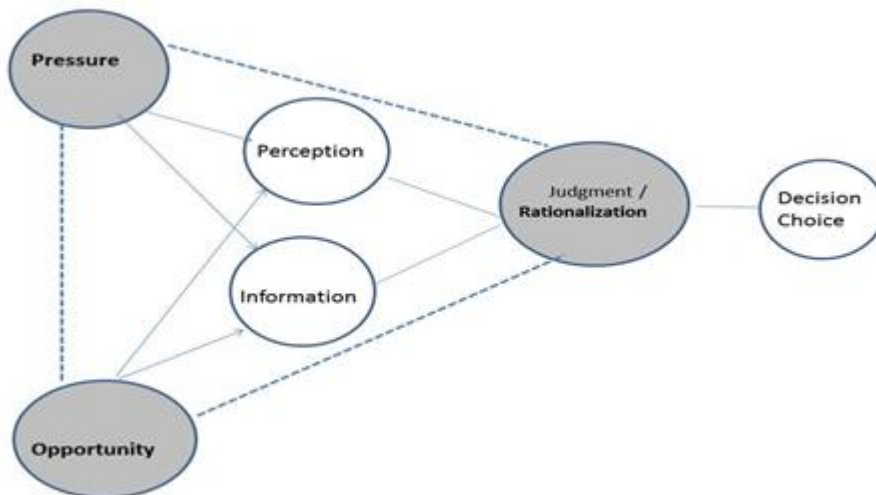 Pressure
Perception
Judgment /
Rationalization
Decision
Choice
Information
Opportunity